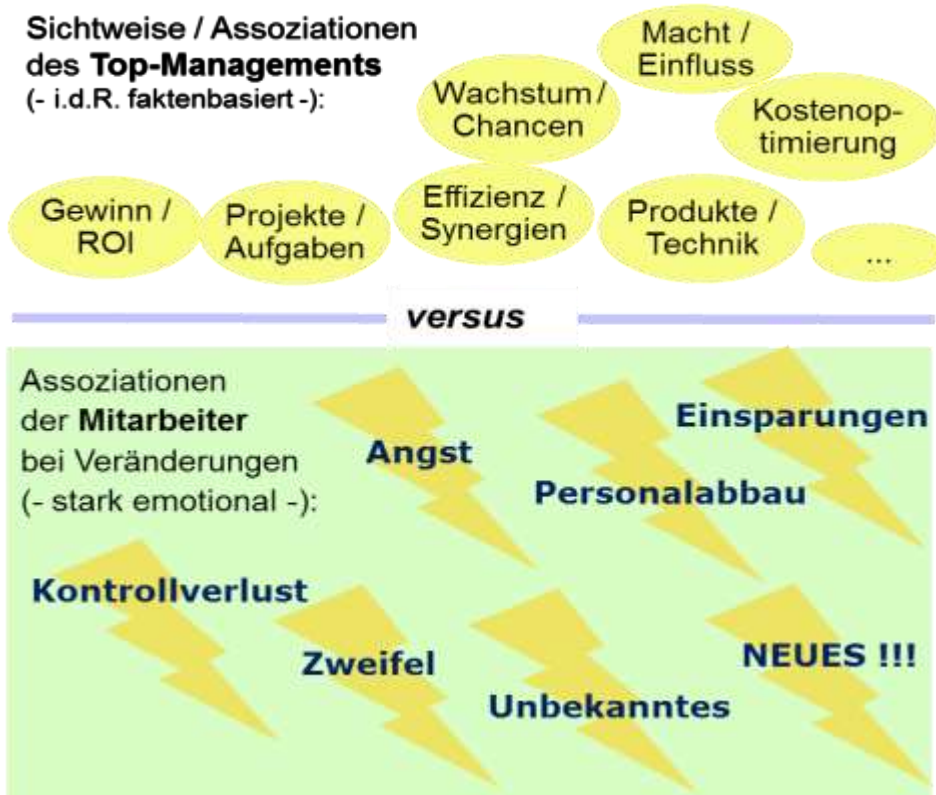 Sichtweise / Assoziationen
des Top-Managements
(- i.d.R. faktenbasiert -):
Macht /
Einfluss
Wachstum /
Chancen
Kostenop-
timierung
Gewinn /
ROI
Projekte /
Aufgaben
Effizienz /
Synergien
Produkte /
Technik
...
versus
Assoziationen
der Mitarbeiter
bei Veränderungen
(- stark emotional -):
Angst
Einsparungen
Personalabbau
Kontrollverlust
Zweifel
Unbekanntes
NEUES !!!